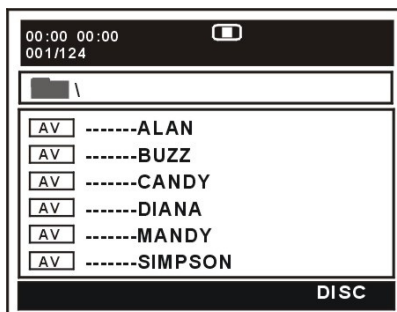 00:00 00:00
001/124
\
AV -------ALAN
AV -------BUZZ
AV -------CANDY
AV -------DIANA
AV -------MANDY
AV -------SIMPSON
DISC